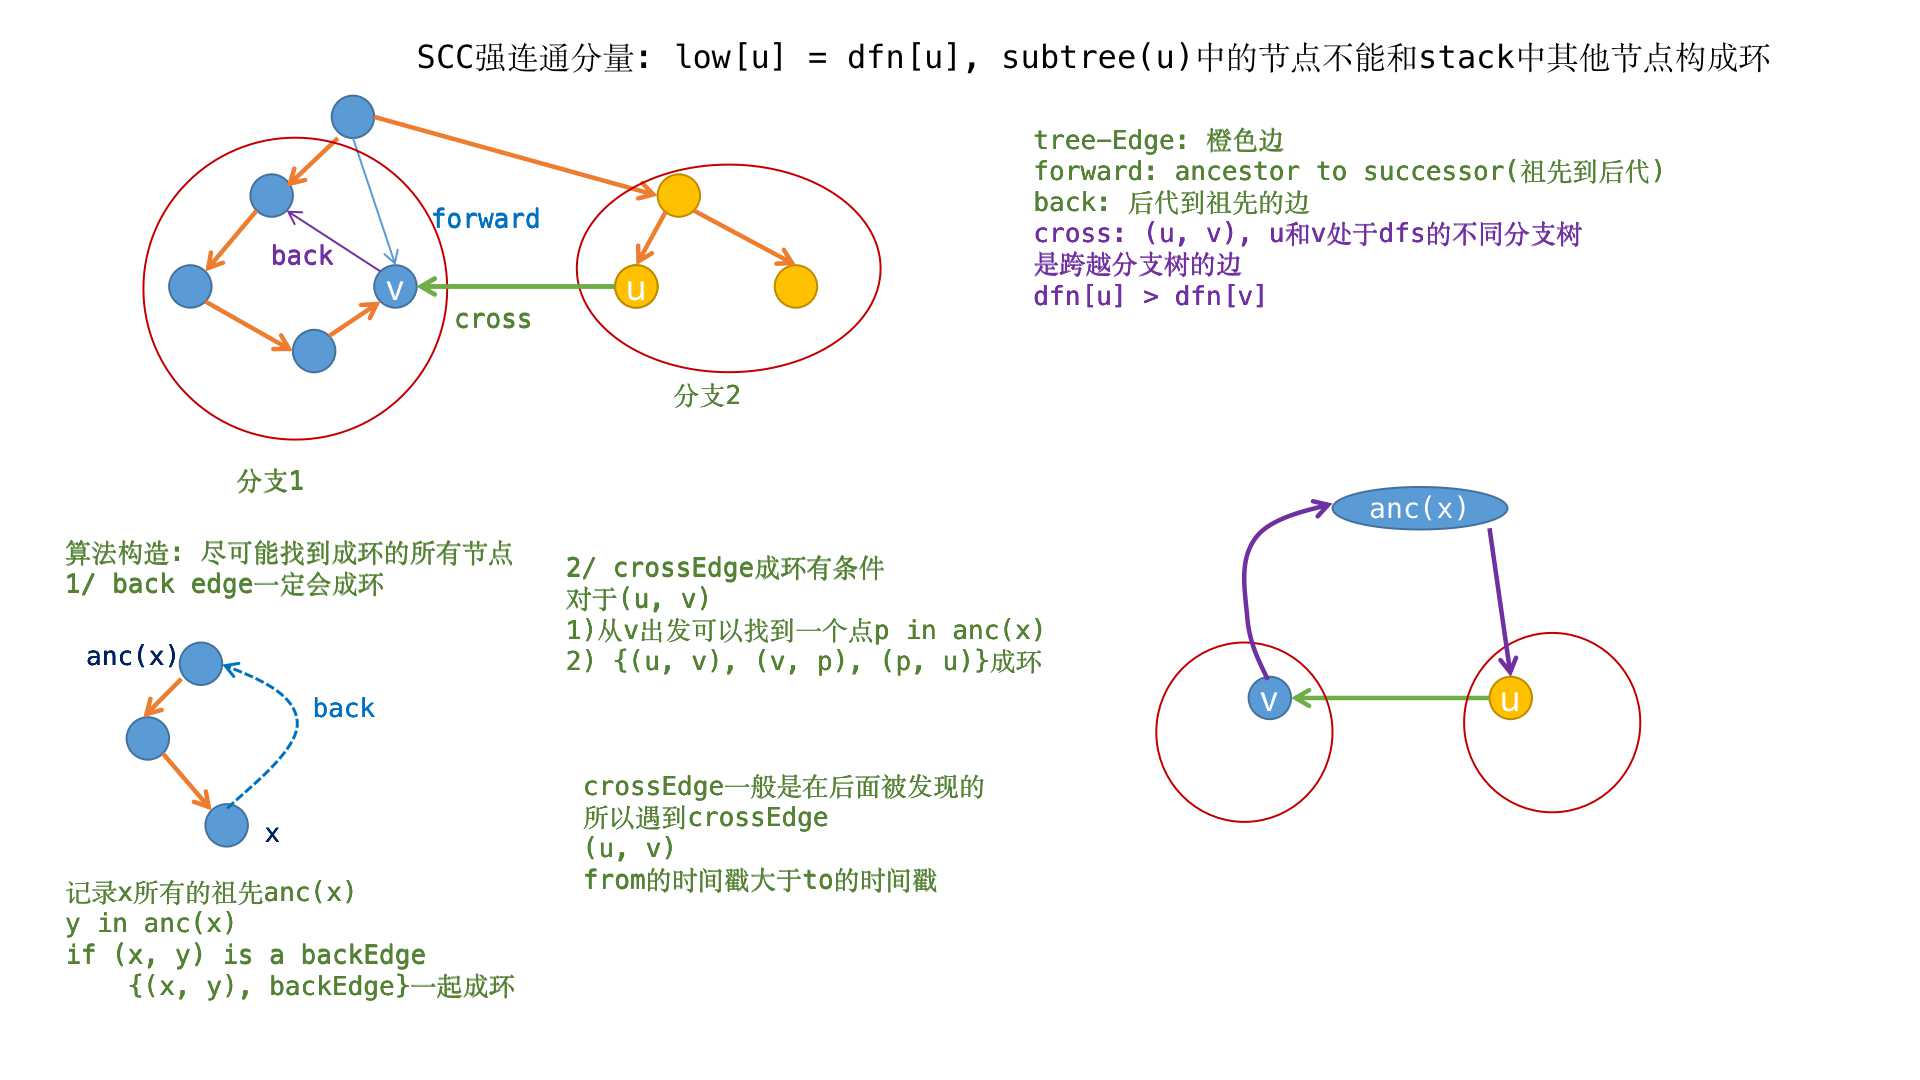 SCC强连通分量: low[u] = dfn[u], subtree(u)中的节点不能和stack中其他节点构成环
forward
back
v
u
cross
分支2
分支1
tree-Edge: 橙色边
forward: ancestor to successor(祖先到后代)
back: 后代到祖先的边
cross: (u, v), u和v处于dfs的不同分支树
是跨越分支树的边
dfn[u] > dfn[v]
算法构造: 尽可能找到成环的所有节点
1/ back edge一定会成环
anc(x)
back
x
记录x所有的祖先anc(x)
y in anc(x)
if (x, y) is a backEdge
{(x, y), backEdge}一起成环
2/ crossEdge成环有条件
对于(u, v)
1)从v出发可以找到一个点p in anc(x)
2) {(u, v), (v, p), (p, u)}成环
crossEdge一般是在后面被发现的
所以遇到crossEdge
(u, v)
from的时间戳大于to的时间戳
anc(x)
v
u